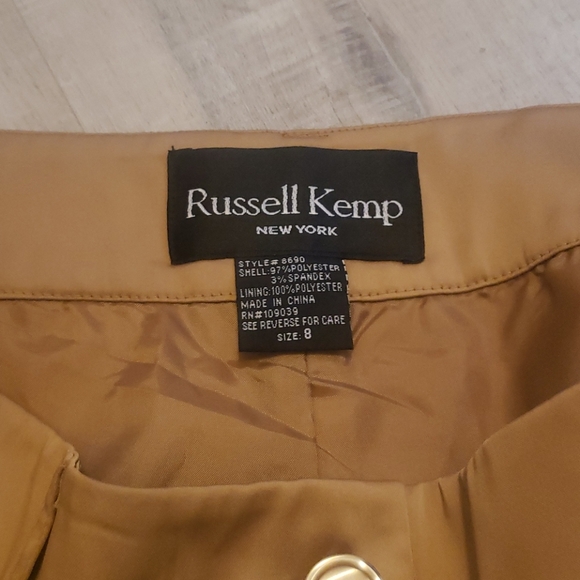 Russell Kemp
NEW YORK
STYLE# 8690
SHELL: 97%POLYESTER
3% SPANDEX
LINING: 100%POLYESTER
MADE IN CHINA
RN#109039
SEE REVERSE FOR CARE
SIZE: 8